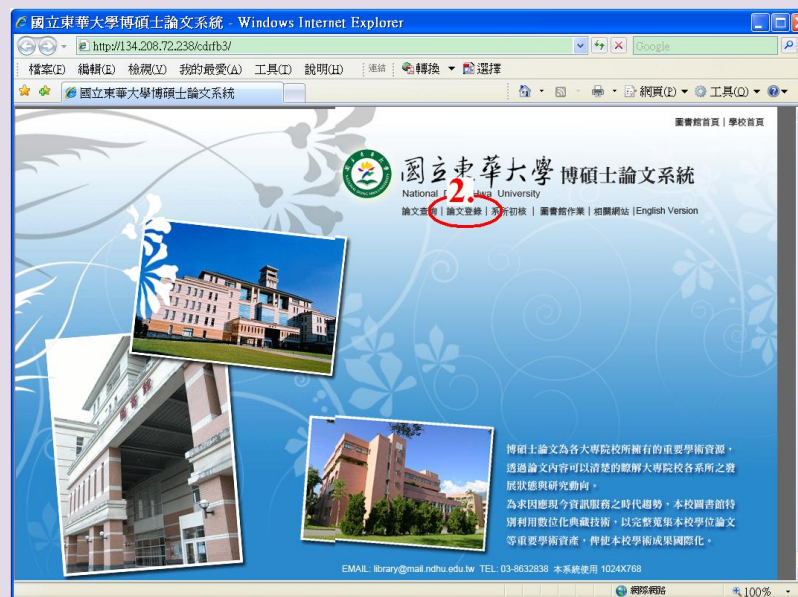 國立東華大學博碩士論文系統 - Windows Internet Explorer
http://134.208.72.238/cdrfb3/
Google
檔案(F) 編輯(E) 檢視(V) 我的最愛(A) 工具(T) 說明(H) 連結 轉換 選擇
國立東華大學博碩士論文系統
網頁(P) 工具(O)
圖書館首頁 | 學校首頁
國立東華大學 博碩士論文系統
National Hwa University
2.
論文查詢 | 論文登錄 | 系所初核 | 圖書館作業 | 相關網站 | English Version
博碩士論文為各大專院校所擁有的重要學術資源，
透過論文內容可以清楚的瞭解大專院校各系所之發
展狀態與研究動向。
為求因應現今資訊服務之時代趨勢，本校圖書館特
別利用數位化典藏技術，以完整蒐集本校學位論文
等重要學術資產，俾使本校學術成果國際化。
EMAIL: library@mail.ndhu.edu.tw TEL: 03-8632838 本系統使用 1024X768
網際網路
100%